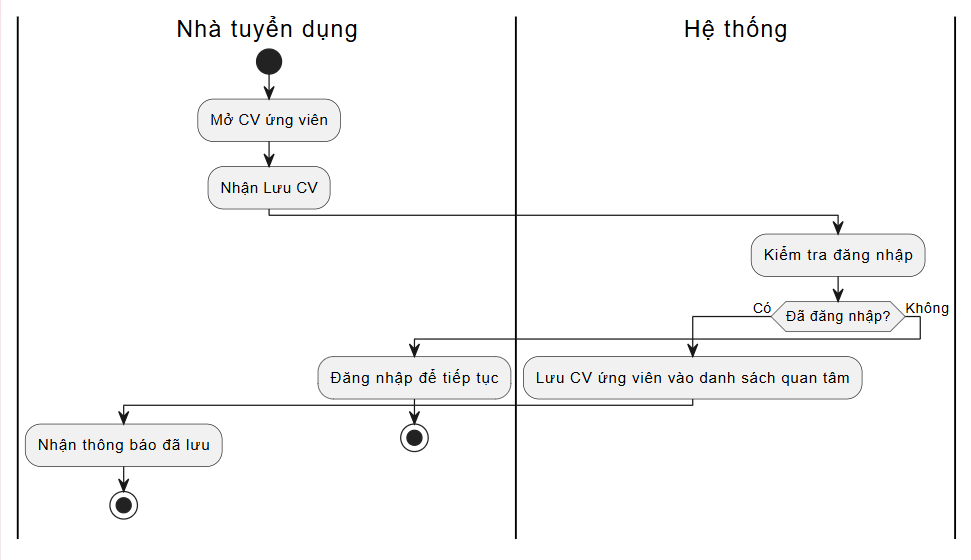 Nhà tuyển dụng
Hệ thống
Mở CV ứng viên
Nhận Lưu CV
Kiểm tra đăng nhập
Có
Đã đăng nhập?
Không
Đăng nhập để tiếp tục
Lưu CV ứng viên vào danh sách quan tâm
Nhận thông báo đã lưu